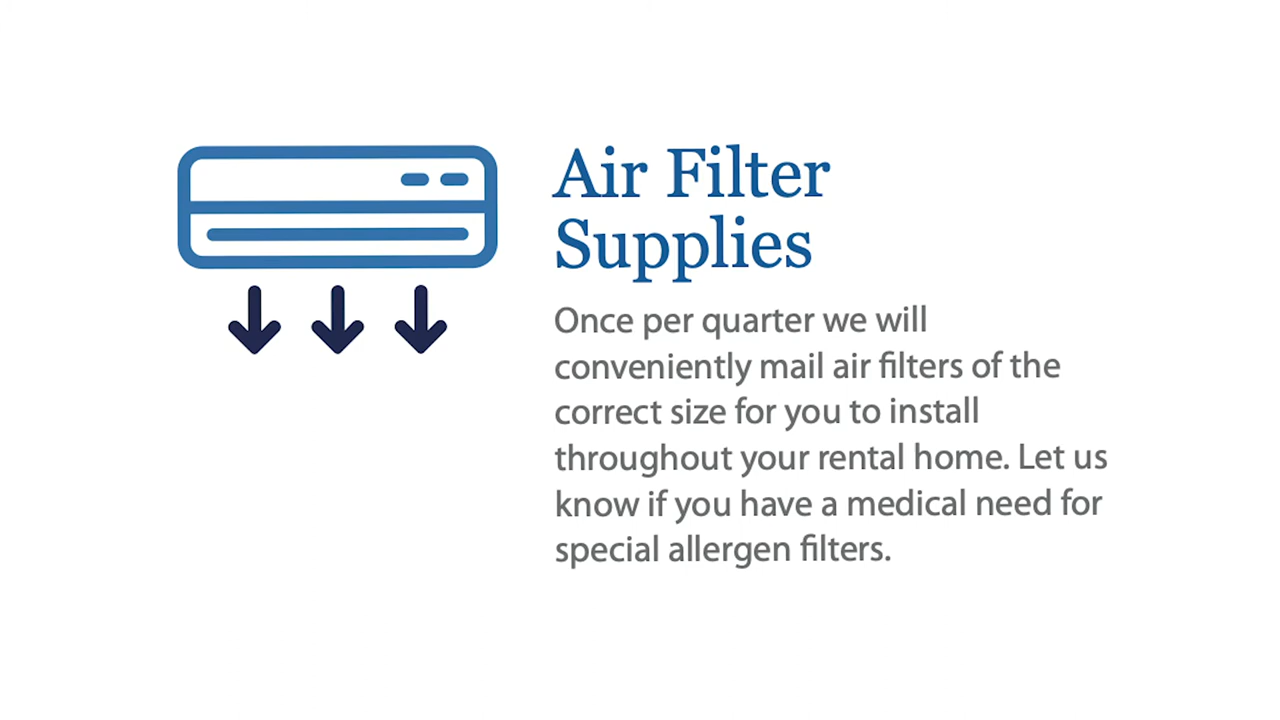 Air Filter
Supplies
Once per quarter we will
conveniently mail air filters of the
correct size for you to install
throughout your rental home. Let us
know if you have a medical need for
special allergen filters.